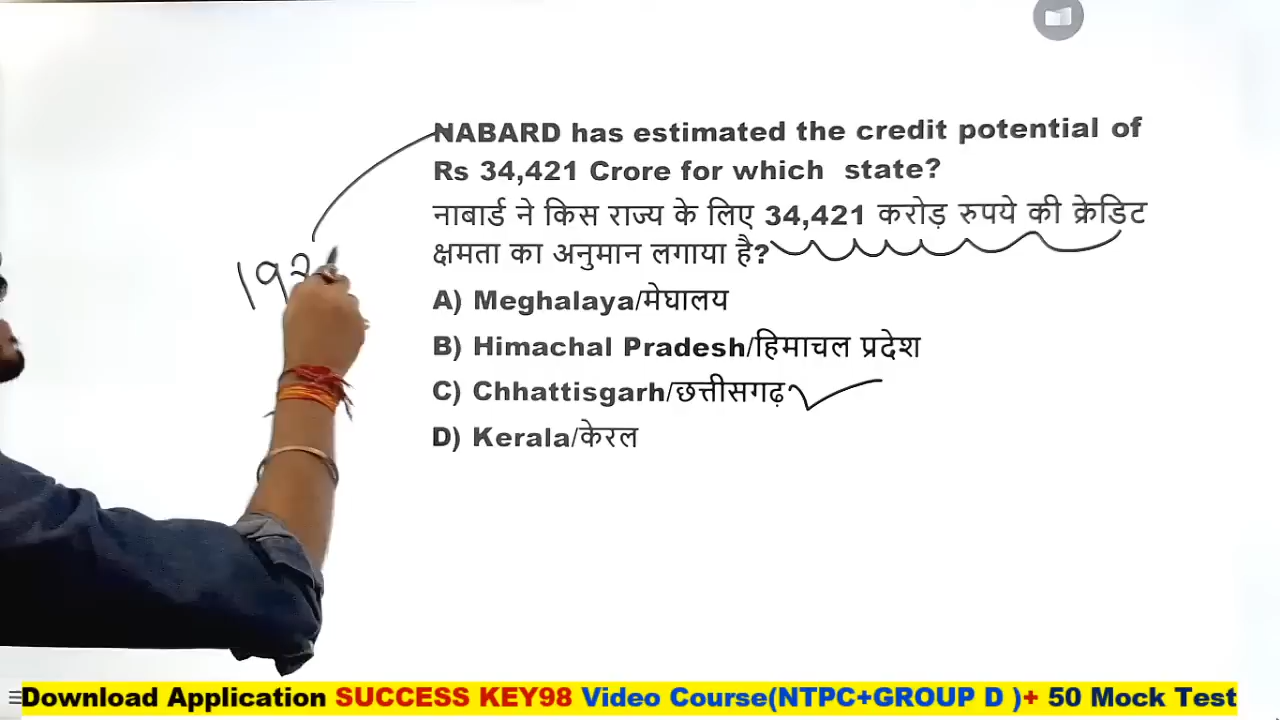 NABARD has estimated the credit potential of
Rs 34,421 Crore for which state?
नाबार्ड ने किस राज्य के लिए 34,421 करोड़ रुपये की क्रेडिट
क्षमता का अनुमान लगाया है?
A) Meghalaya/मेघालय
B) Himachal Pradesh/हिमाचल प्रदेश
C) Chhattisgarh/छत्तीसगढ़
D) Kerala/केरल
Download Application SUCCESS KEY98 Video Course(NTPC+GROUP D )+ 50 Mock Test